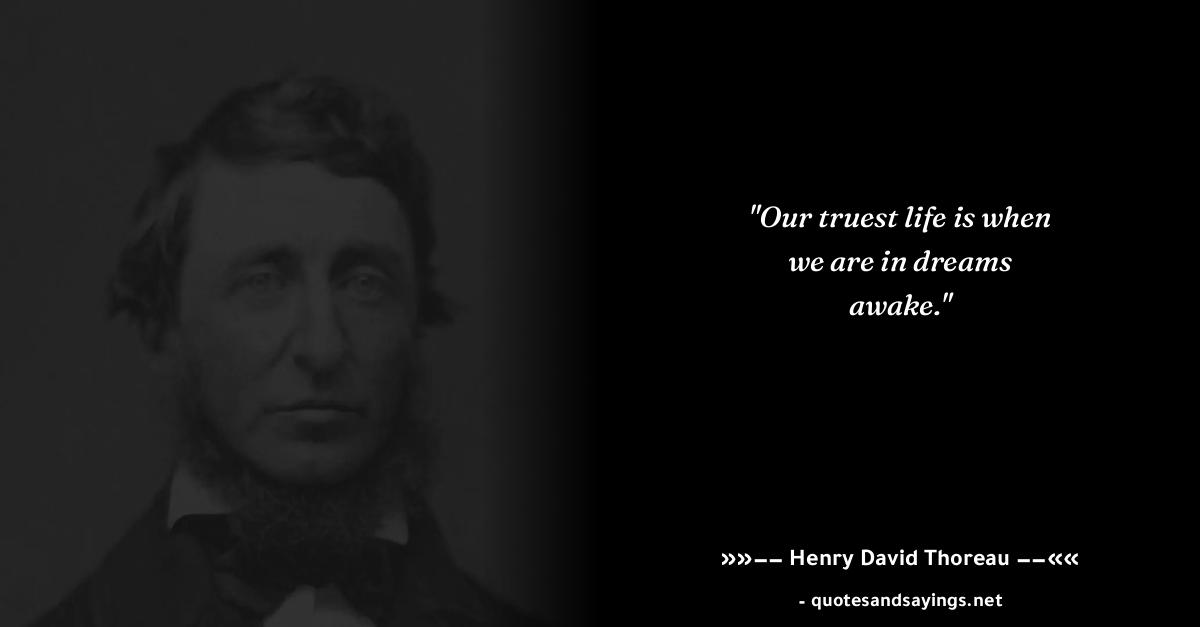 "Our truest life is when
we are in dreams
awake."
»»−− Henry David Thoreau −−««
- quotesandsayings.net